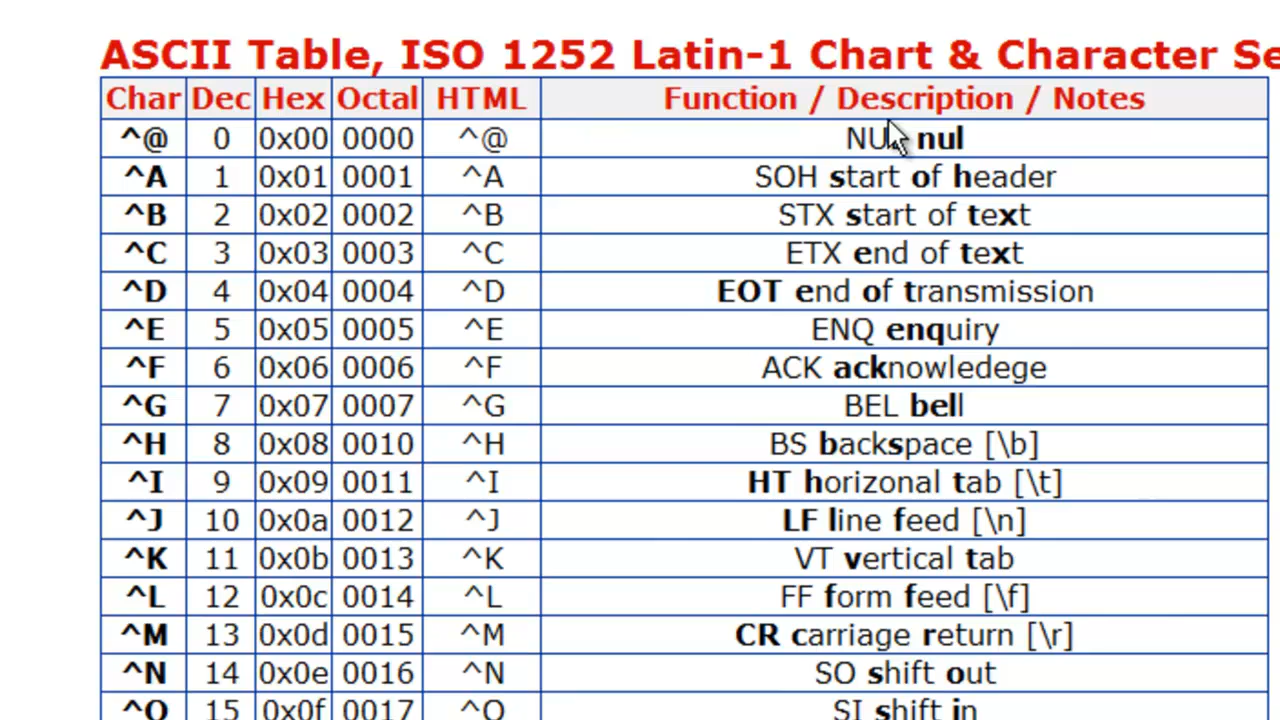 ASCII Table, ISO 1252 Latin-1 Chart & Character Se
Char Dec Hex Octal HTML Function / Description / Notes
^@ 0 0x00 0000 ^@ NUL nul
^A 1 0x01 0001 ^A SOH start of header
^B 2 0x02 0002 ^B STX start of text
^C 3 0x03 0003 ^C ETX end of text
^D 4 0x04 0004 ^D EOT end of transmission
^E 5 0x05 0005 ^E ENQ enquiry
^F 6 0x06 0006 ^F ACK acknowledege
^G 7 0x07 0007 ^G BEL bell
^H 8 0x08 0010 ^H BS backspace [\b]
^I 9 0x09 0011 ^I HT horizonal tab [\t]
^J 10 0x0a 0012 ^J LF line feed [\n]
^K 11 0x0b 0013 ^K VT vertical tab
^L 12 0x0c 0014 ^L FF form feed [\f]
^M 13 0x0d 0015 ^M CR carriage return [\r]
^N 14 0x0e 0016 ^N SO shift out
^O 15 0x0f 0017 ^O SI shift in